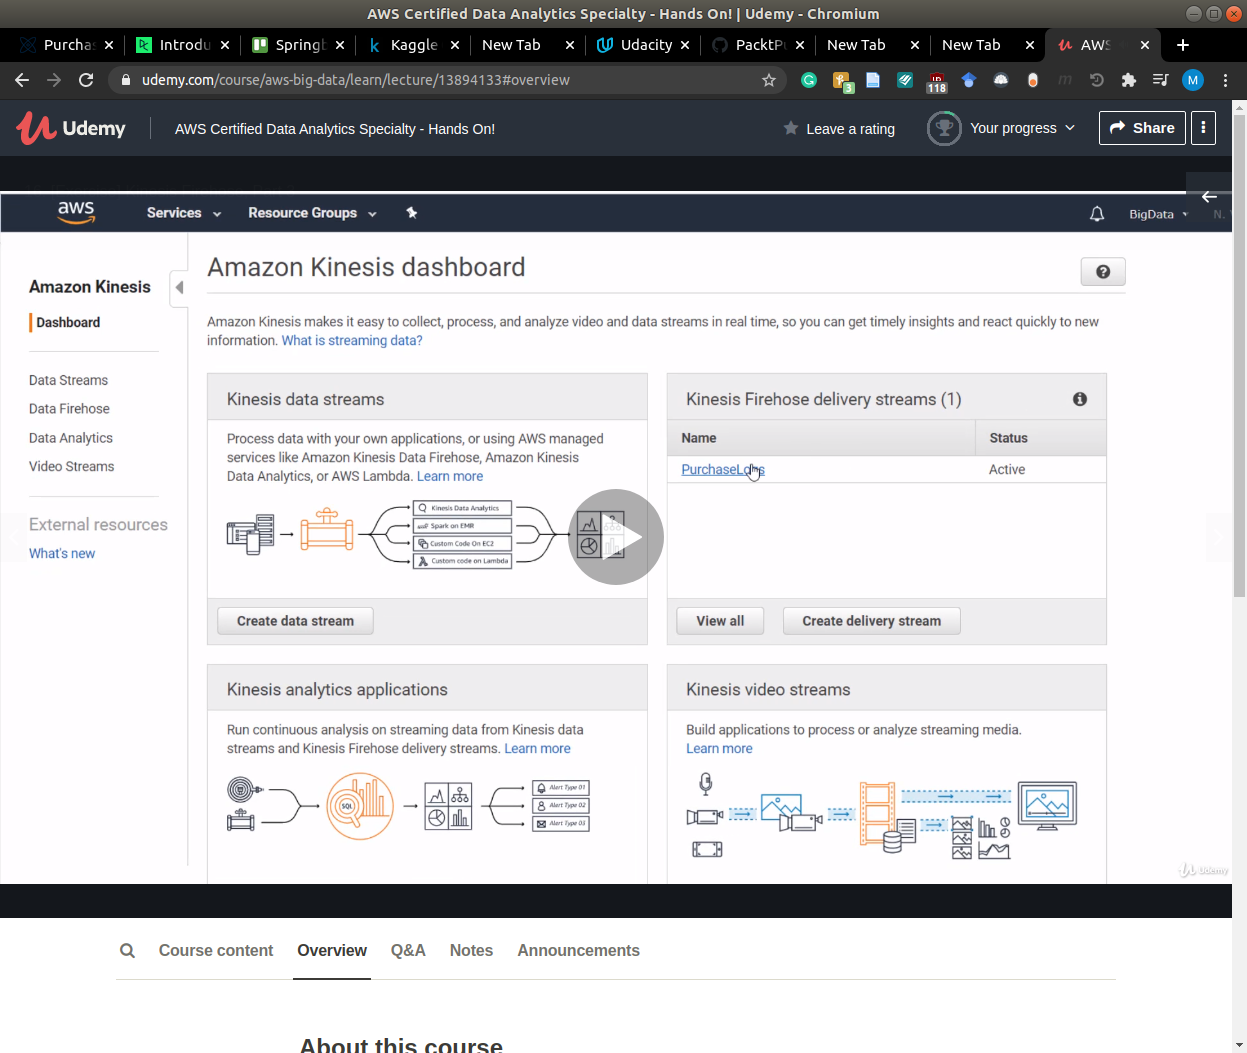 AWS Certified Data Analytics Specialty - Hands On! | Udemy - Chromium
Purchas
Introdu
Springb
Kaggle
New Tab
Udacity
PacktPu
New Tab
New Tab
AWS
udemy.com/course/aws-big-data/learn/lecture/13894133#overview
3
118
M
Udemy
AWS Certified Data Analytics Specialty - Hands On!
Leave a rating
Your progress
Share
aws
Services
Resource Groups
BigData
N.
Amazon Kinesis
Dashboard
Data Streams
Data Firehose
Data Analytics
Video Streams
External resources
What's new
Amazon Kinesis dashboard
Amazon Kinesis makes it easy to collect, process, and analyze video and data streams in real time, so you can get timely insights and react quickly to new
information. What is streaming data?
Kinesis data streams
Process data with your own applications, or using AWS managed
services like Amazon Kinesis Data Firehose, Amazon Kinesis
Data Analytics, or AWS Lambda. Learn more
Kinesis Data Analytics
Spark on EMR
Custom Code On EC2
Custom code on Lambda
Create data stream
Kinesis Firehose delivery streams (1)
Name
Status
PurchaseLogs
Active
View all
Create delivery stream
Kinesis analytics applications
Run continuous analysis on streaming data from Kinesis data
streams and Kinesis Firehose delivery streams. Learn more
SQL
Alert Type 01
Alert Type 02
Alert Type 03
Kinesis video streams
Build applications to process or analyze streaming media.
Learn more
Udemy
Course content
Overview
Q&A
Notes
Announcements
About this course